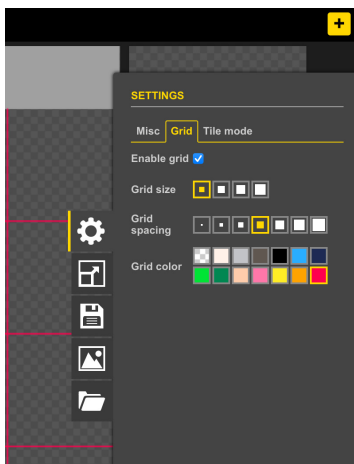 +
SETTINGS
Misc Grid Tile mode
Enable grid
Grid size
Grid
spacing
Grid color